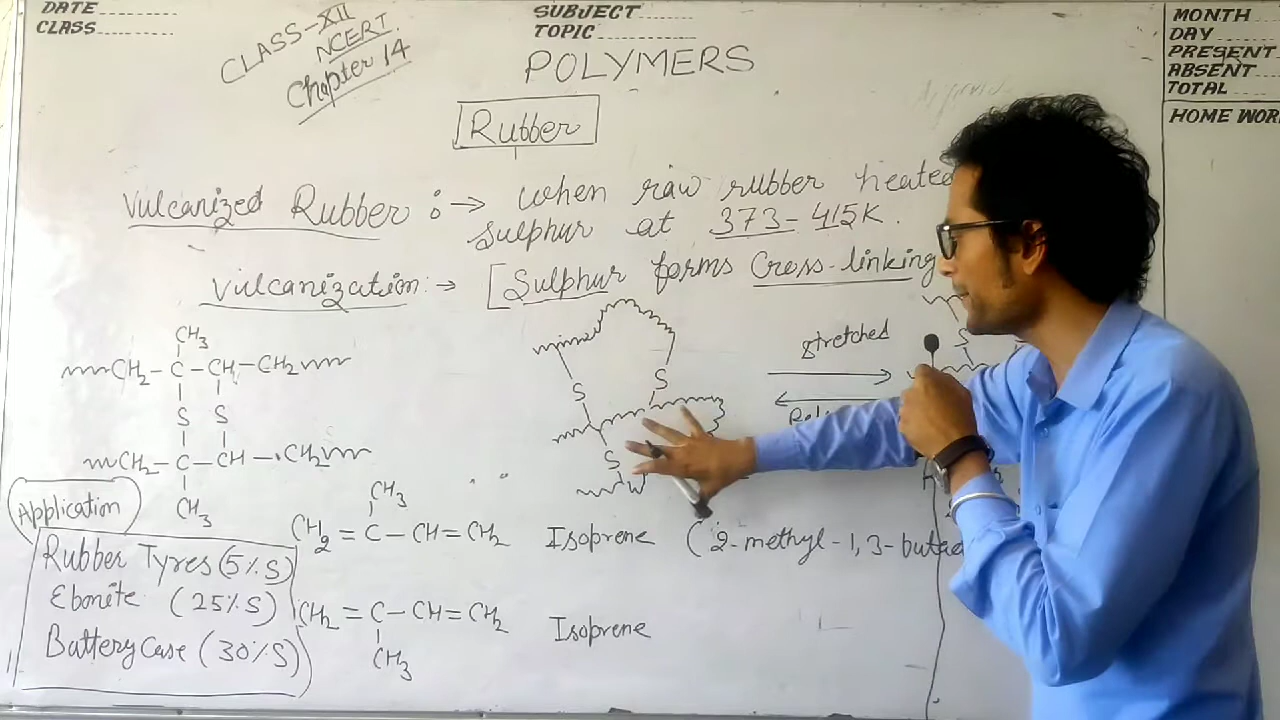 DATE
CLASS
CLASS-XII
NCERT
Chapter 14
SUBJECT
TOPIC
POLYMERS
MONTH
DAY
PRESENT
ABSENT
TOTAL
HOME WOR
Rubber
Vulcanized Rubber :→ when raw rubber heated
sulphur at 373-415K.
Vulcanization :→ [Sulphur forms Cross-linking
CH3
CH2-C-CH-CH2
S S
CH2-C-CH-CH2
CH3
S
S
S
stretched
S
Application
Rubber Tyres (5% S)
Ebonite (25% S)
Battery Case (30% S)
CH3
CH2=C-CH=CH2 Isoprene (2-methyl-1,3-butad
CH2=C-CH=CH2 Isoprene
CH3